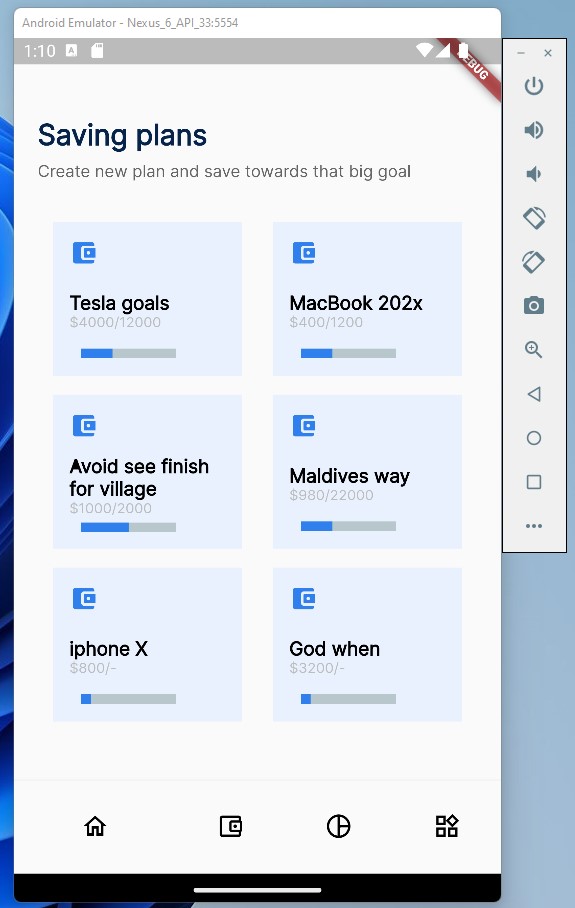 Android Emulator - Nexus_6_API_33:5554
1:10 A
DEBUG
Saving plans
Create new plan and save towards that big goal
Tesla goals
$4000/12000
MacBook 202x
$400/1200
Avoid see finish
for village
$1000/2000
Maldives way
$980/22000
iphone X
$800/-
God when
$3200/-